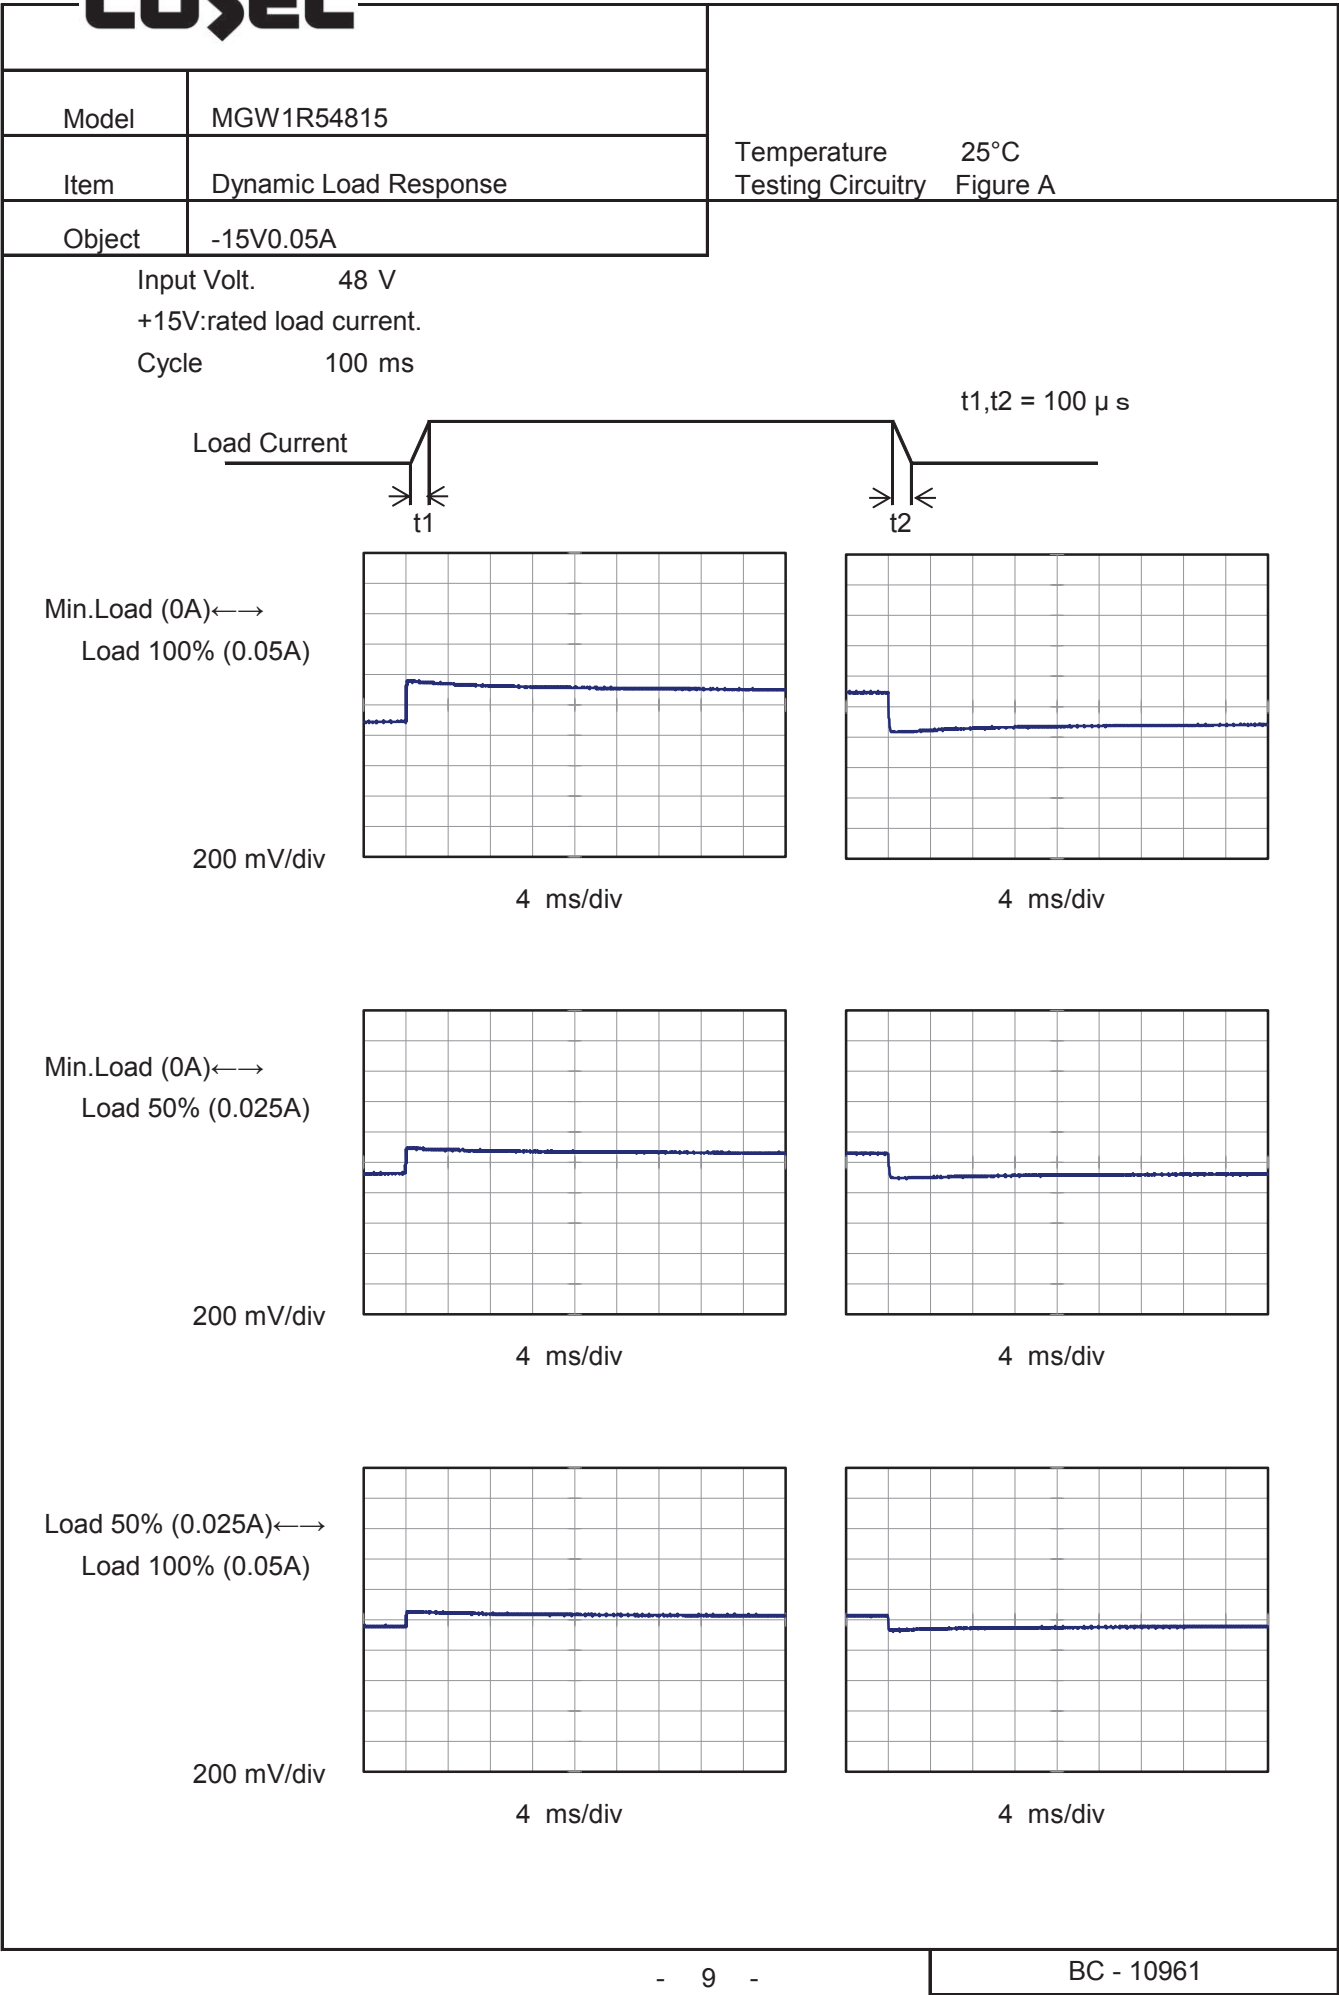 COSEL
Model MGW1R54815
Item Dynamic Load Response
Temperature 25°C
Testing Circuitry Figure A
Object -15V0.05A
Input Volt. 48 V
+15V:rated load current.
Cycle 100 ms
t1,t2 = 100 μs
Load Current
t1 t2
Min.Load (0A)←→
Load 100% (0.05A)
200 mV/div
4 ms/div 4 ms/div
Min.Load (0A)←→
Load 50% (0.025A)
200 mV/div
4 ms/div 4 ms/div
Load 50% (0.025A)←→
Load 100% (0.05A)
200 mV/div
4 ms/div 4 ms/div
- 9 -
BC - 10961